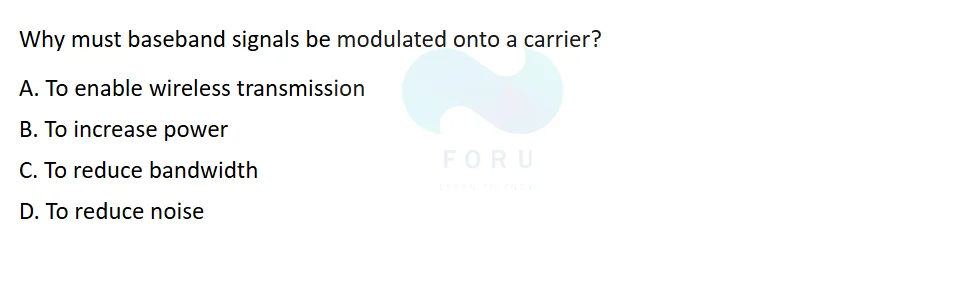 Why must baseband signals be modulated onto a carrier?
A. To enable wireless transmission
B. To increase power
C. To reduce bandwidth
D. To reduce noise
FORU